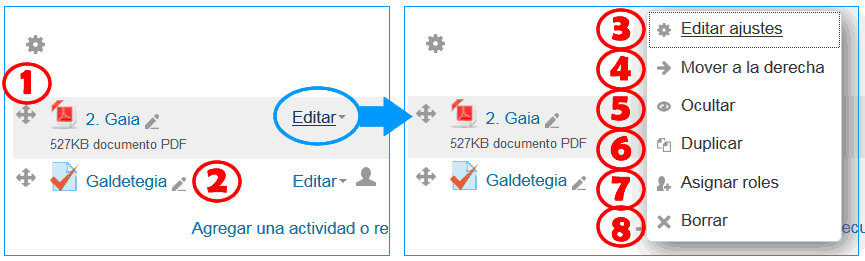 1
2. Gaia Editar
527KB documento PDF
Galdetegia 2 Editar
Agregar una actividad o re
2. Gaia
527KB documento PDF
Galdetegia
3 Editar ajustes
4 Mover a la derecha
5 Ocultar
6 Duplicar
7 Asignar roles
8 Borrar
ecu